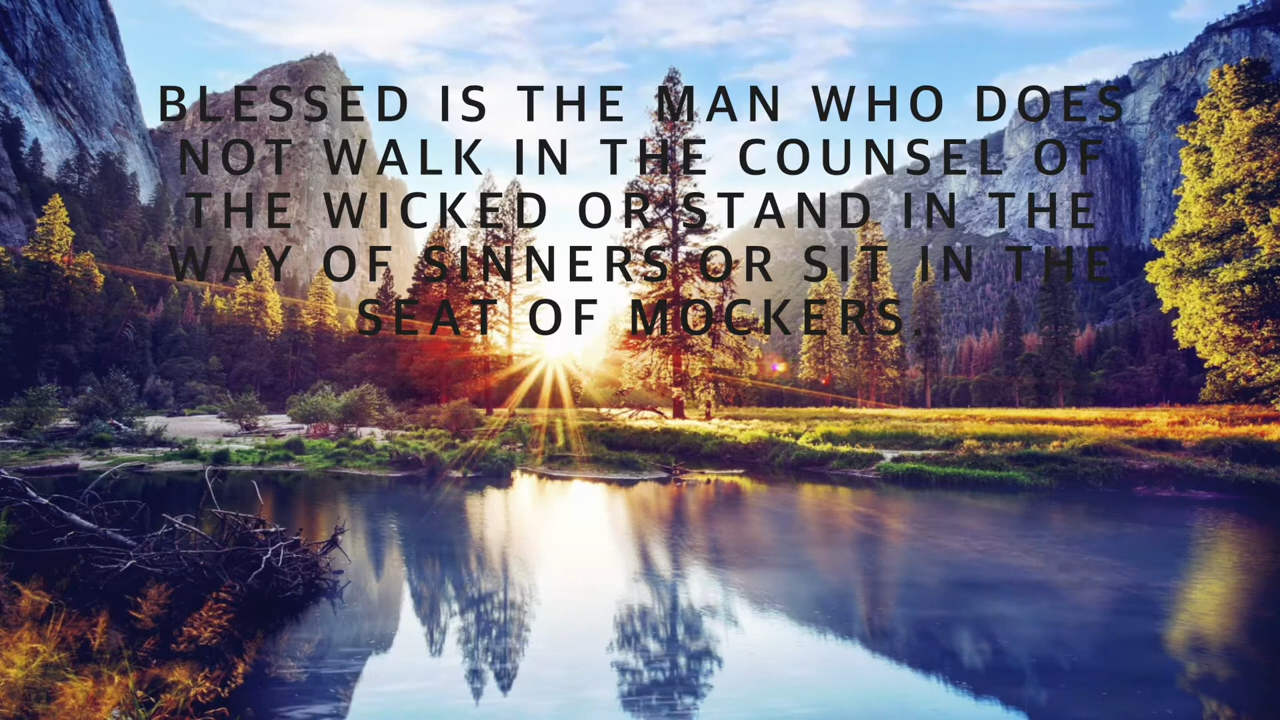 BLESSED IS THE MAN WHO DOES
NOT WALK IN THE COUNSEL OF
THE WICKED OR STAND IN THE
WAY OF SINNERS OR SIT IN THE
SEAT OF MOCKERS.